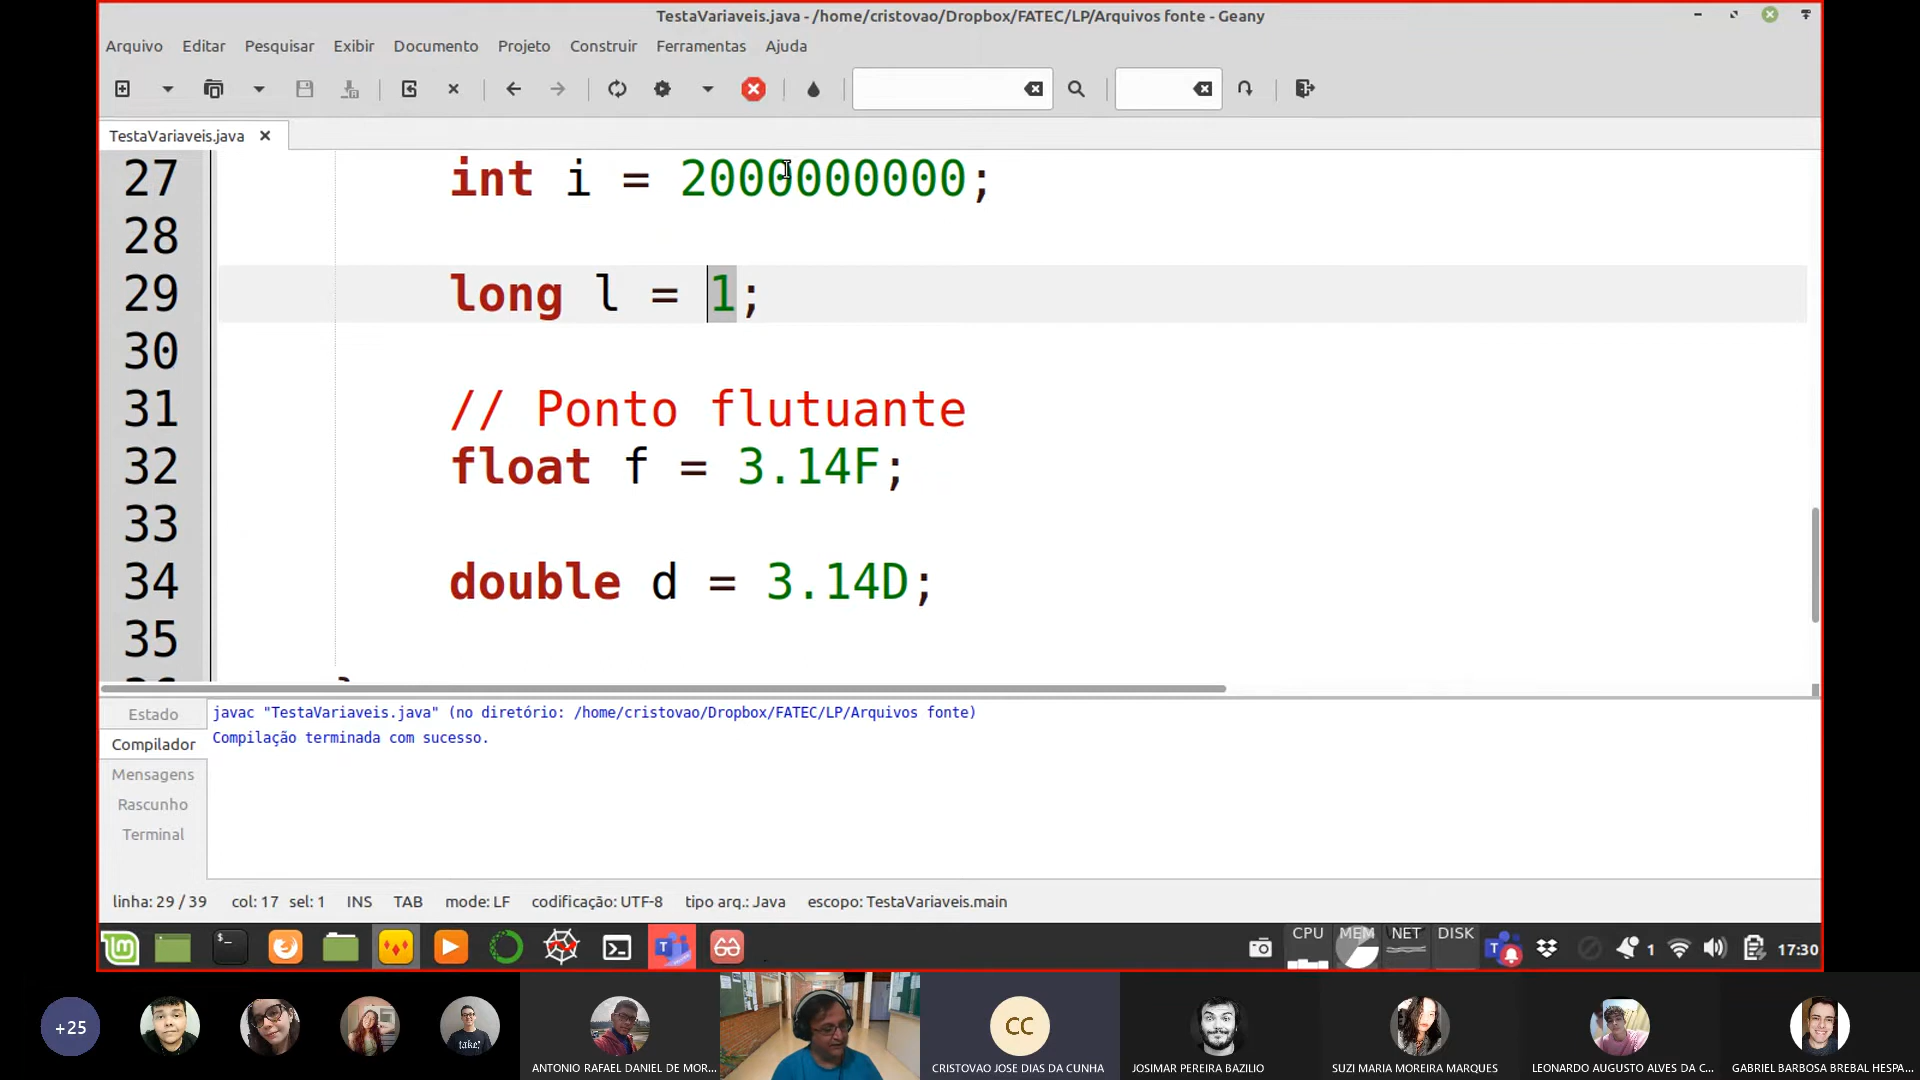 TestaVariaveis.java - /home/cristovao/Dropbox/FATEC/LP/Arquivos fonte - Geany
Arquivo Editar Pesquisar Exibir Documento Projeto Construir Ferramentas Ajuda
TestaVariaveis.java
27 int i = 2000000000;
28
29 long l = 1;
30
31 // Ponto flutuante
32 float f = 3.14F;
33
34 double d = 3.14D;
35
Estado
Compilador
Mensagens
Rascunho
Terminal
javac "TestaVariaveis.java" (no diretório: /home/cristovao/Dropbox/FATEC/LP/Arquivos fonte)
Compilação terminada com sucesso.
linha: 29 / 39 col: 17 sel: 1 INS TAB mode: LF codificação: UTF-8 tipo arq.: Java escopo: TestaVariaveis.main
CPU MEM NET DISK 1 17:30
+25
take!
ANTONIO RAFAEL DANIEL DE MOR...
CC
CRISTOVAO JOSE DIAS DA CUNHA
JOSIMAR PEREIRA BAZILIO
SUZI MARIA MOREIRA MARQUES
LEONARDO AUGUSTO ALVES DA C...
GABRIEL BARBOSA BREBAL HESPA...